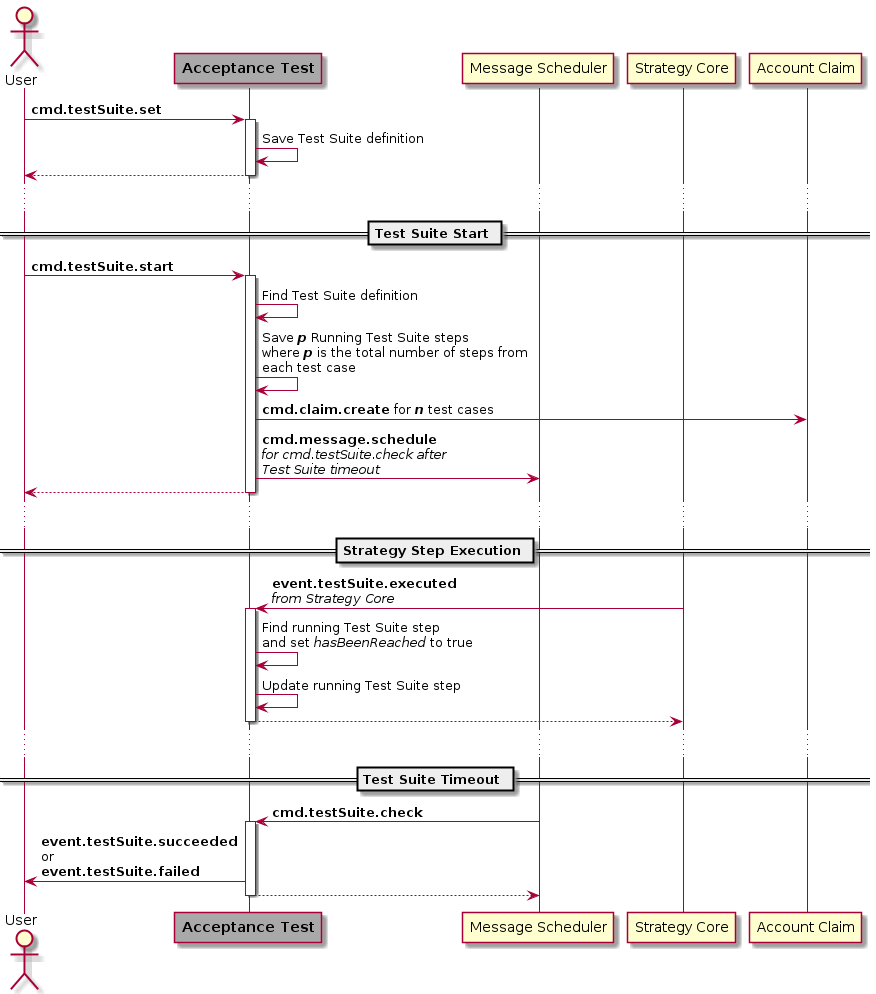 User
Acceptance Test
Message Scheduler
Strategy Core
Account Claim
cmd.testSuite.set
Save Test Suite definition
Test Suite Start
cmd.testSuite.start
Find Test Suite definition
Save p Running Test Suite steps
where p is the total number of steps from
each test case
cmd.claim.create for n test cases
cmd.message.schedule
for cmd.testSuite.check after
Test Suite timeout
Strategy Step Execution
event.testSuite.executed
from Strategy Core
Find running Test Suite step
and set hasBeenReached to true
Update running Test Suite step
Test Suite Timeout
cmd.testSuite.check
event.testSuite.succeeded
or
event.testSuite.failed
User
Acceptance Test
Message Scheduler
Strategy Core
Account Claim